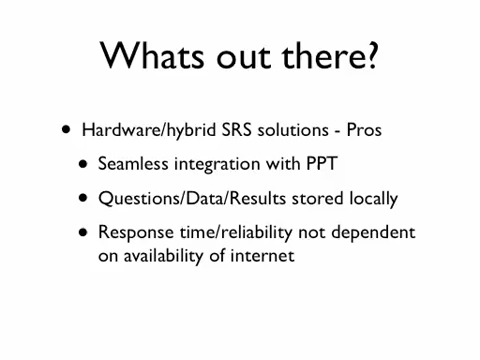 Whats out there?
• Hardware/hybrid SRS solutions - Pros
• Seamless integration with PPT
• Questions/Data/Results stored locally
• Response time/reliability not dependent
on availability of internet